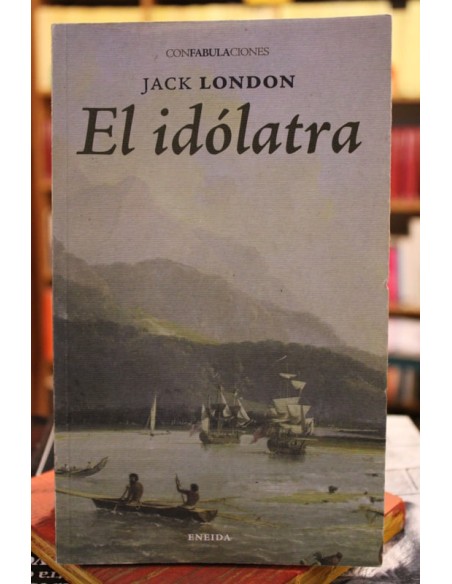 CONFABULACIONES
JACK LONDON
El idólatra
ENEIDA